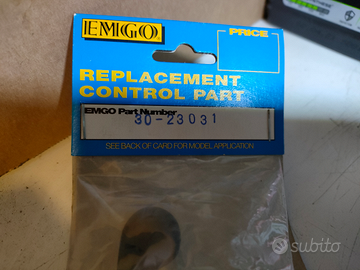 EMGO
PRICE
REPLACEMENT
CONTROL PART
EMGO Part Number
30-23031
SEE BACK OF CARD FOR MODEL APPLICATION
subito